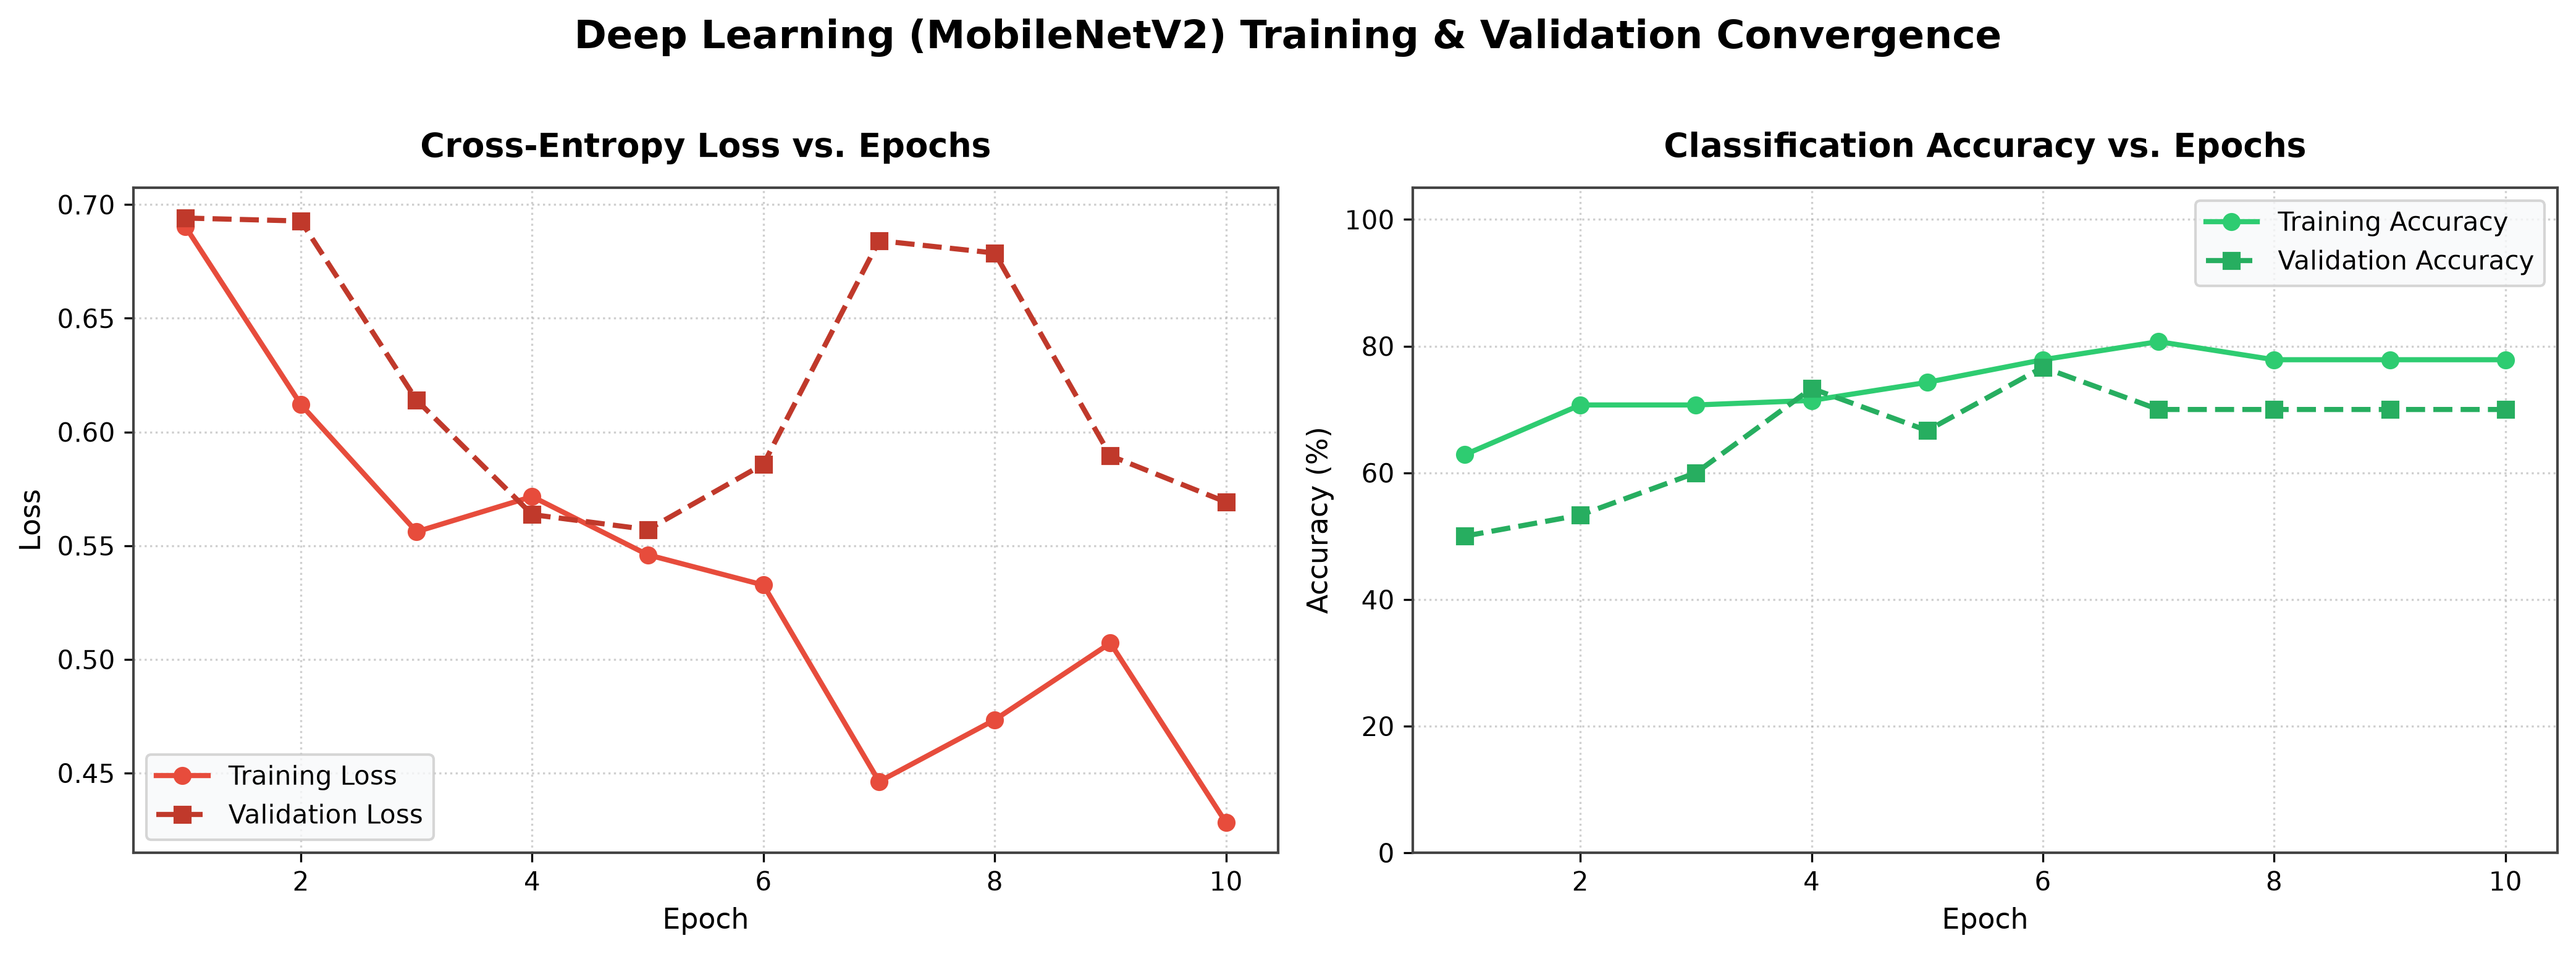 Deep Learning (MobileNetV2) Training & Validation Convergence
Cross-Entropy Loss vs. Epochs
0.70
0.65
0.60
0.55
0.50
0.45
Loss
Training Loss
Validation Loss
2 4 6 8 10
Epoch
Classification Accuracy vs. Epochs
100
80
60
40
20
0
Accuracy (%)
Training Accuracy
Validation Accuracy
2 4 6 8 10
Epoch